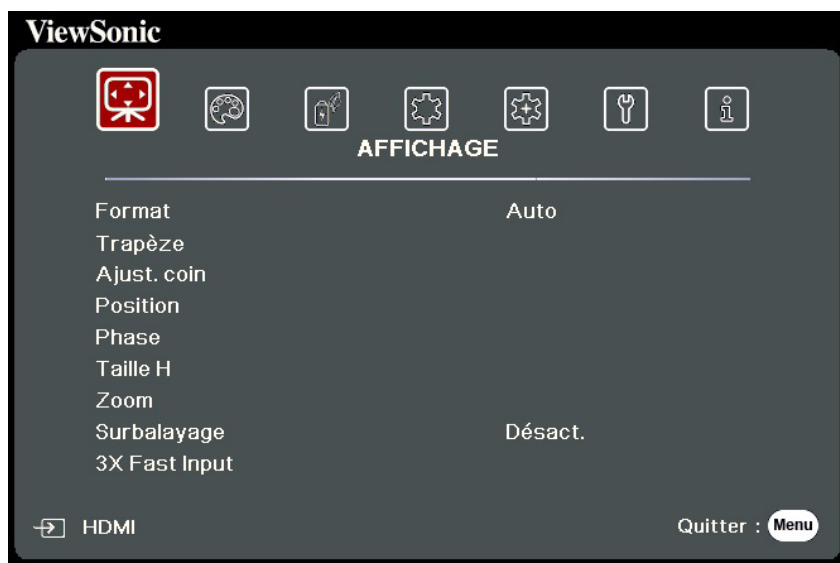 ViewSonic
AFFICHAGE
Format Auto
Trapèze
Ajust. coin
Position
Phase
Taille H
Zoom
Surbalayage Désact.
3X Fast Input
HDMI Quitter : Menu